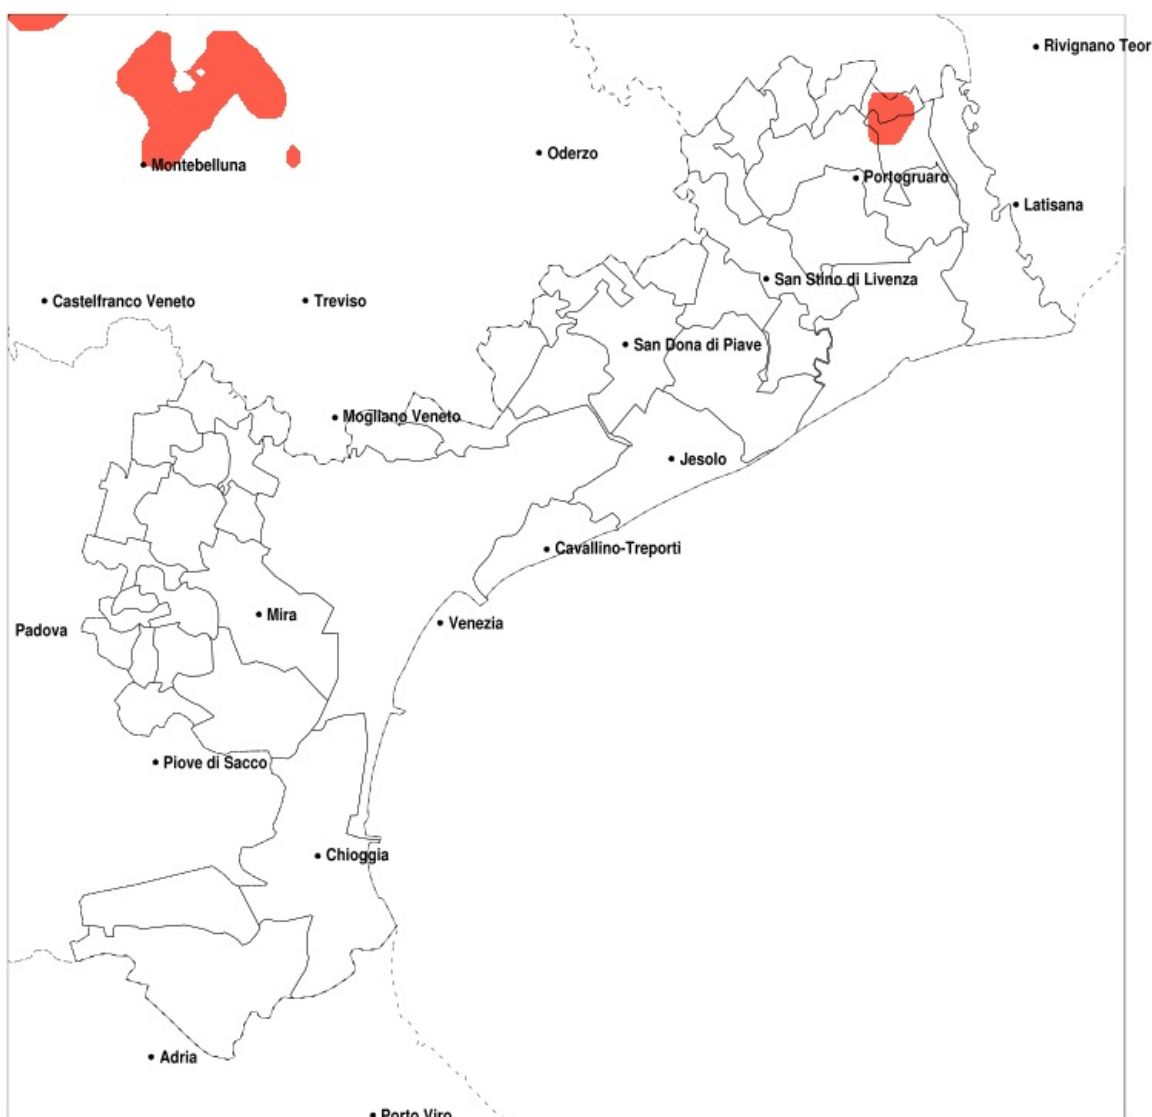 Rivignano Teor
Oderzo
Montebelluna
Portogruaro
Latisana
San Stino di Livenza
Castelfranco Veneto
Treviso
San Dona di Piave
Mogliano Veneto
Jesolo
Cavallino-Treporti
Mira
Venezia
Padova
Piove di Sacco
Chioggia
Adria
Porto Viro